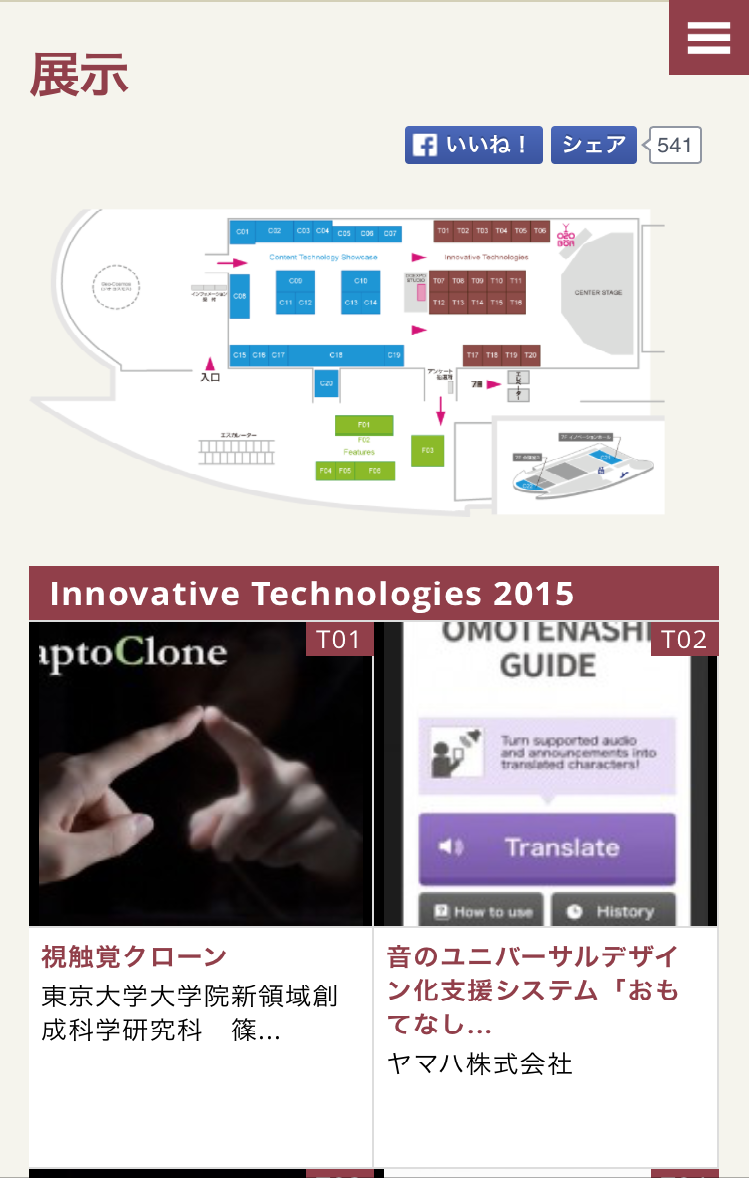 展示
いいね！
シェア
541
C01 C02 C03 C04 C05 C06 C07
T01 T02 T03 T04 T05 T06
Content Technology Showcase
Innovative Technologies
CENTER STAGE
C08
C09
C10
C11 C12
C13 C14
T07 T08 T09 T10 T11
T12 T13 T14 T15 T16
C15 C16 C17 C18 C19
T17 T18 T19 T20
C20
入口
エスカレーター
F01
F02
Features
F03
F04 F05 F06
Innovative Technologies 2015
aptoClone
T01
OMOTENASHI
GUIDE
T02
Turn supported audio
and announcements into
translated characters!
Translate
How to use
History
視触覚クローン
東京大学大学院新領域創
成科学研究科　篠...
音のユニバーサルデザイ
ン化支援システム「おも
てなし...
ヤマハ株式会社